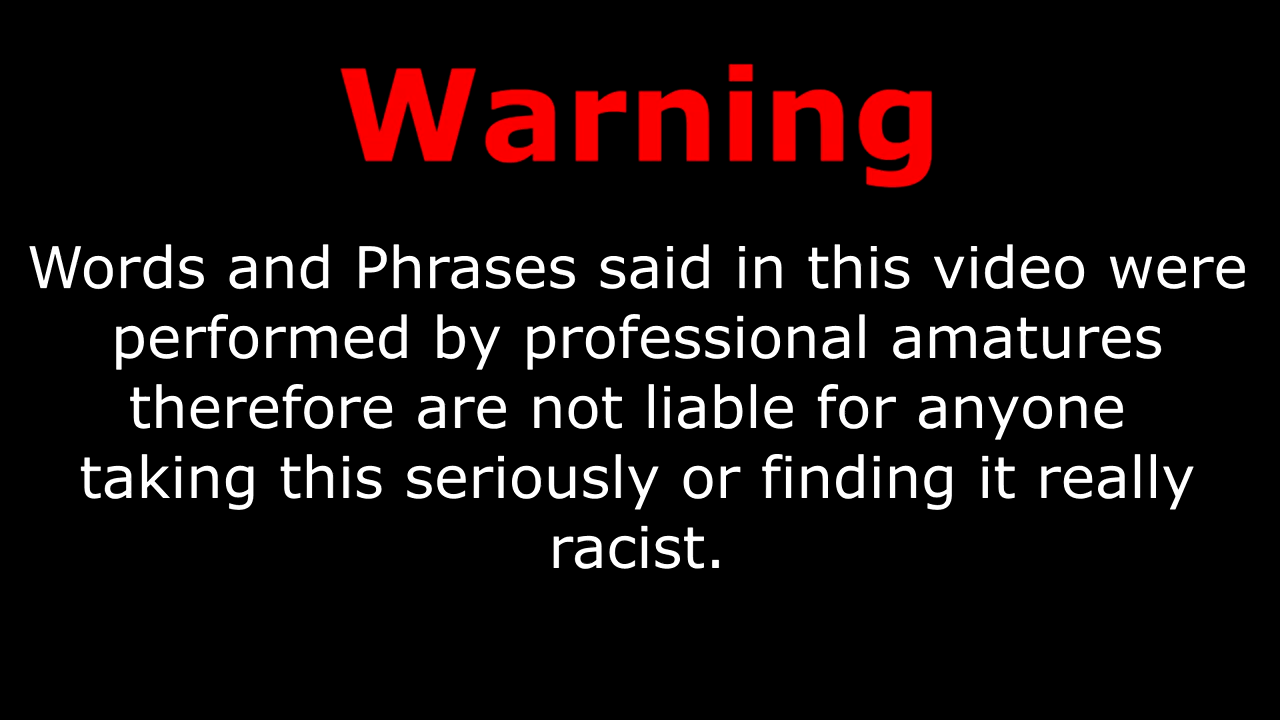 Warning
Words and Phrases said in this video were
performed by professional amatures
therefore are not liable for anyone
taking this seriously or finding it really
racist.